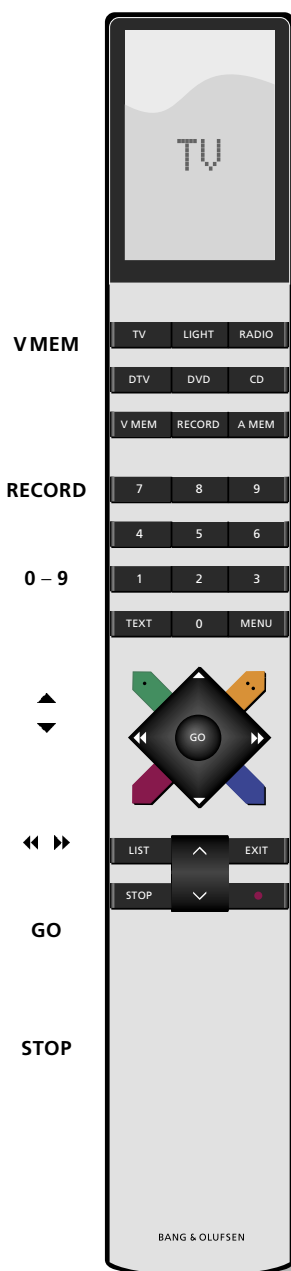 TV
V MEM
TV LIGHT RADIO
DTV DVD CD
V MEM RECORD A MEM
RECORD
7 8 9
4 5 6
0 – 9
1 2 3
TEXT 0 MENU
GO
LIST EXIT
STOP
GO
STOP
BANG & OLUFSEN